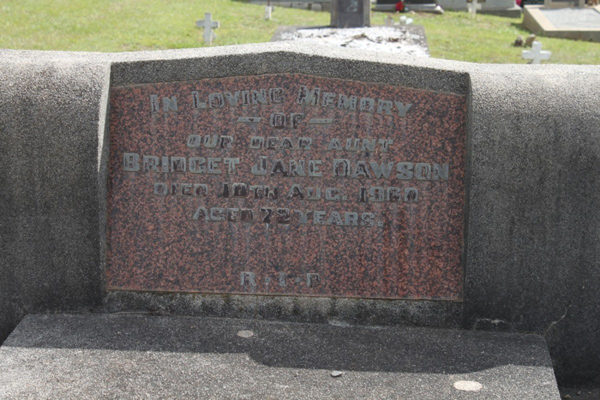 In Loving Memory
— OF —
OUR DEAR AUNT
BRIDGET JANE DAWSON
DIED 10TH AUG. 1960
AGED 72 YEARS.
R.I.P